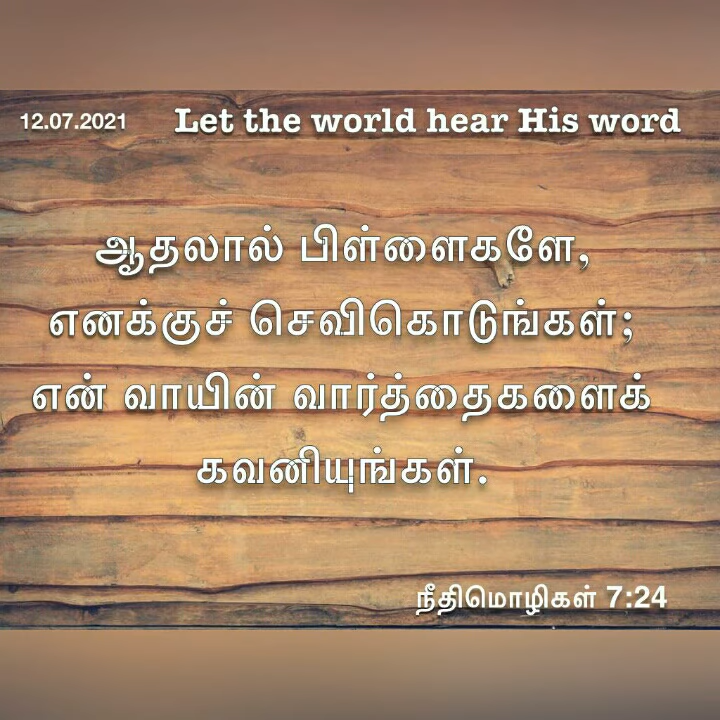 12.07.2021 Let the world hear His word
ஆதலால் பிள்ளைகளே,
எனக்குச் செவிகொடுங்கள்;
என் வாயின் வார்த்தைகளைக்
கவனியுங்கள்.
நீதிமொழிகள் 7:24